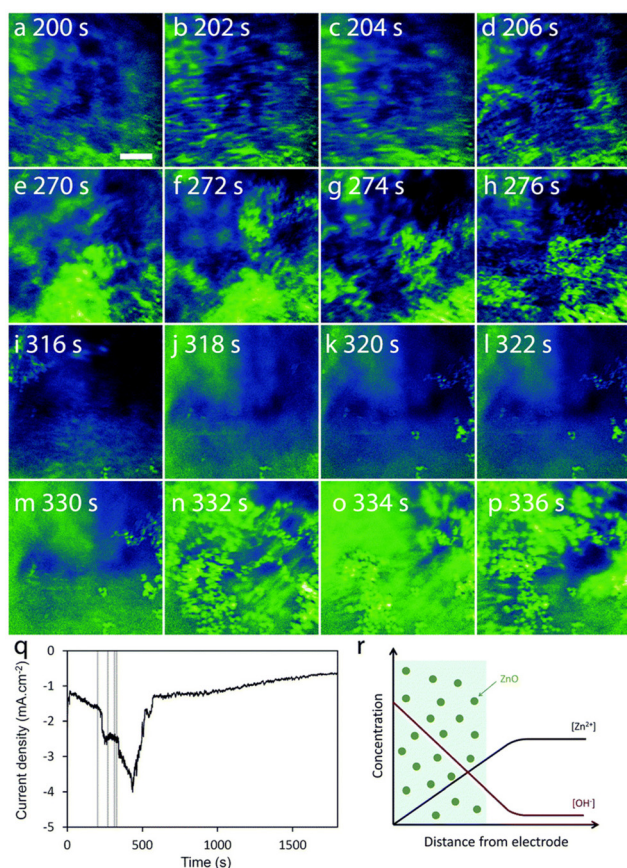 a 200 s
b 202 s
c 204 s
d 206 s
e 270 s
f 272 s
g 274 s
h 276 s
i 316 s
j 318 s
k 320 s
l 322 s
m 330 s
n 332 s
o 334 s
p 336 s
q
0
-1
-2
-3
-4
-5
Current density (mA.cm⁻²)
0
500
1000
1500
Time (s)
r
ZnO
[Zn²⁺]
[OH⁻]
Concentration
Distance from electrode